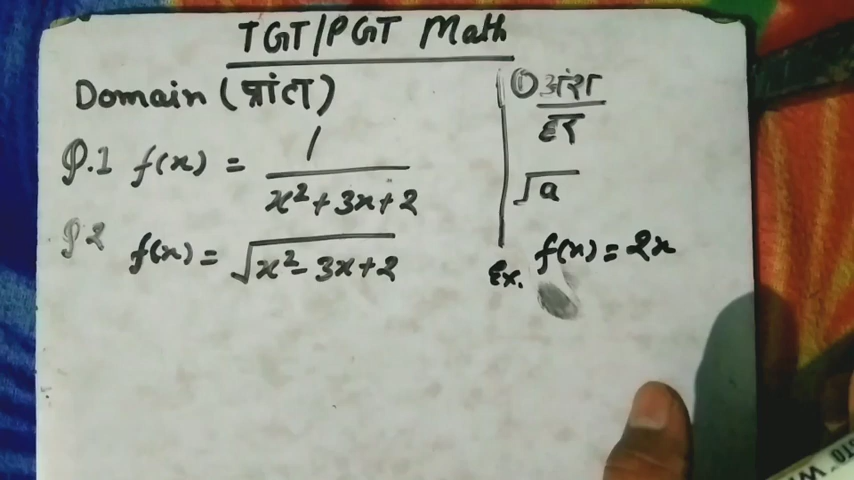 TGT/PGT Math
Domain (प्रांत)
Q.1 f(x) = 1 / x² + 3x + 2
Q 2 f(x) = √x² - 3x + 2
① अंश / हर
√a
Ex. f(x) = 2x